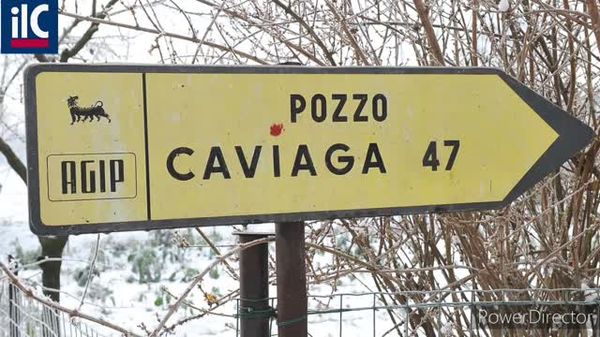 ilC
POZZO
CAVIAGA 47
AGIP
PowerDirector